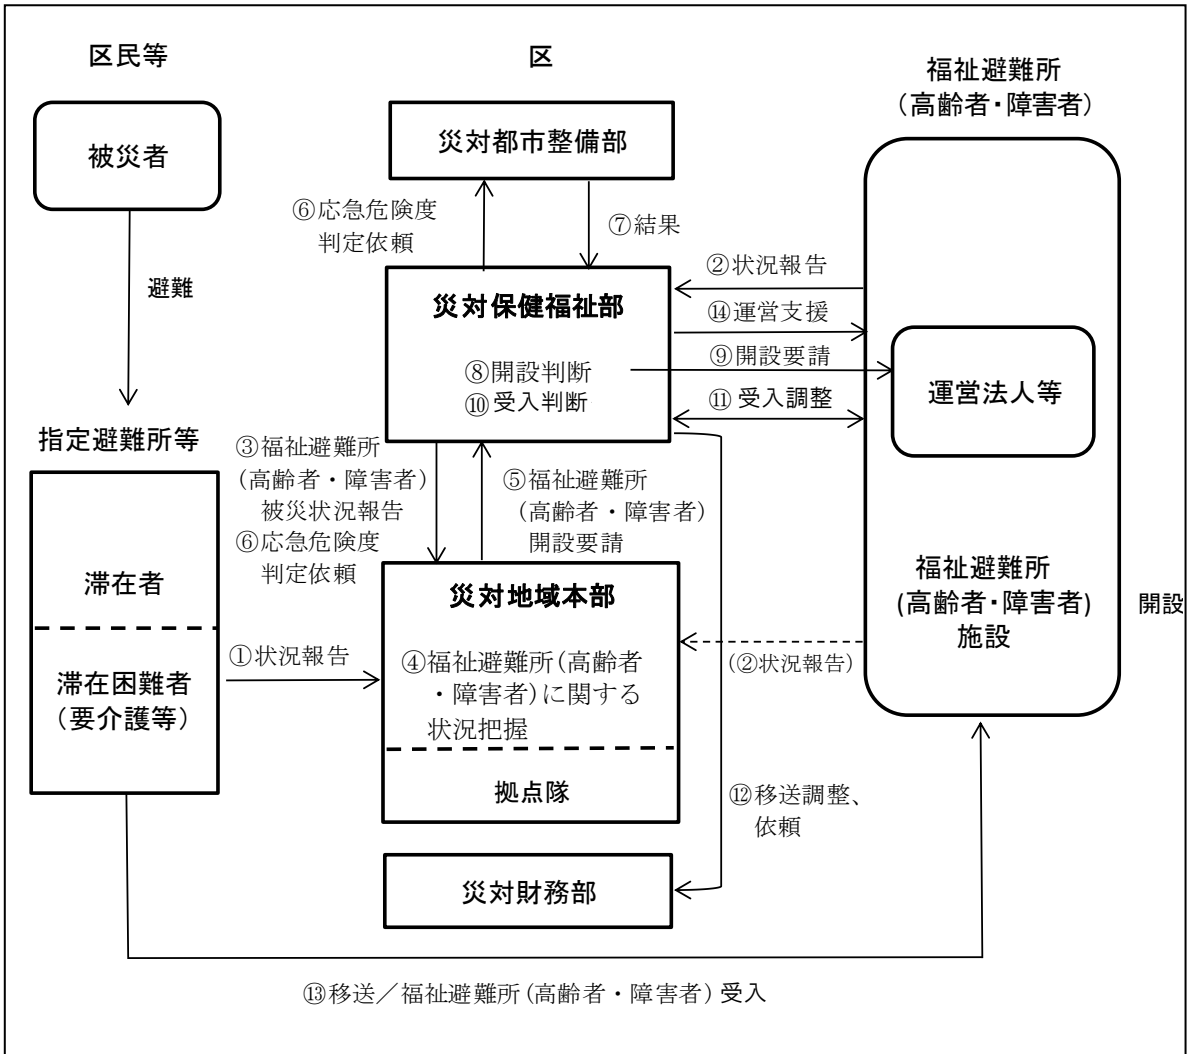 区民等
区
福祉避難所
（高齢者・障害者）
被災者
災対都市整備部
⑥応急危険度
判定依頼
⑦結果
避難
災対保健福祉部
⑧開設判断
⑩受入判断
②状況報告
⑭運営支援
⑨開設要請
⑪受入調整
運営法人等
指定避難所等
③福祉避難所
(高齢者・障害者)
被災状況報告
⑥応急危険度
判定依頼
⑤福祉避難所
(高齢者・障害者)
開設要請
滞在者
滞在困難者
（要介護等）
①状況報告
災対地域本部
④福祉避難所(高齢者
・障害者)に関する
状況把握
拠点隊
(②状況報告)
福祉避難所
(高齢者・障害者)
施設
開設
⑫移送調整、
依頼
災対財務部
⑬移送／福祉避難所(高齢者・障害者)受入